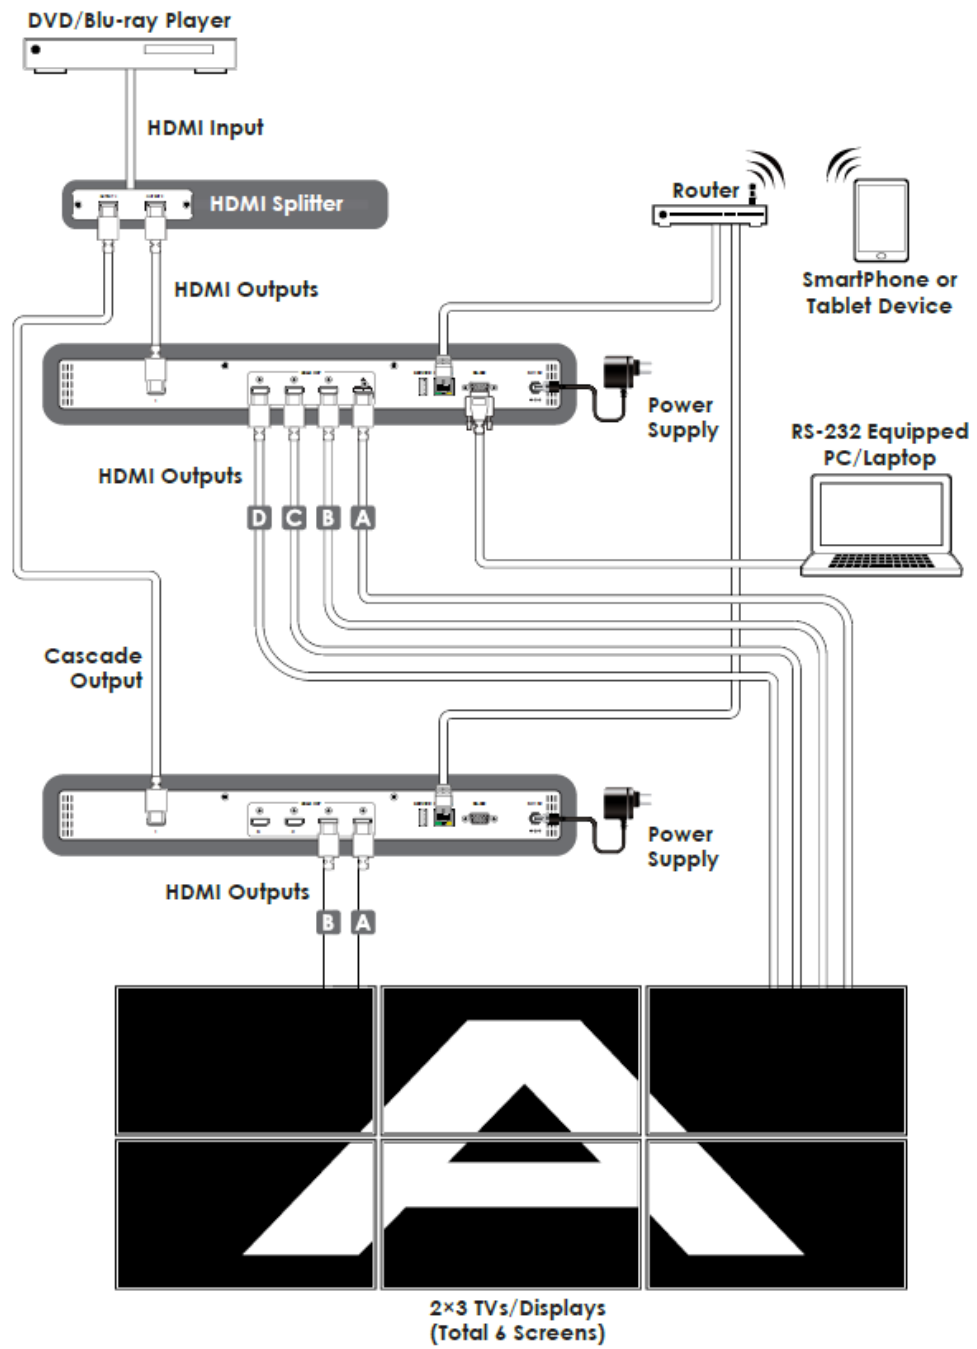 DVD/Blu-ray Player
HDMI Input
HDMI Splitter
Router
SmartPhone or
Tablet Device
HDMI Outputs
Power
Supply
RS-232 Equipped
PC/Laptop
HDMI Outputs
D C B A
Cascade
Output
Power
Supply
HDMI Outputs
B A
A
2×3 TVs/Displays
(Total 6 Screens)